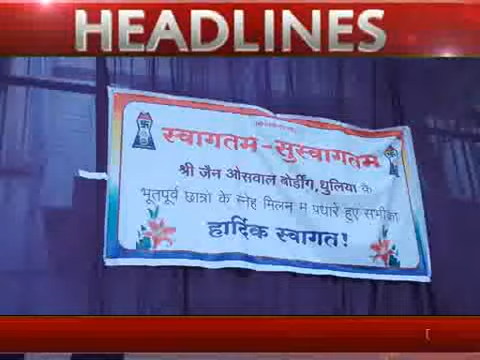 HEADLINES
स्वागतम - सुस्वागतम
श्री जैन ओसवाल बोर्डींग, धुलिया के
भूतपूर्व छात्रो के स्नेह मिलन मे पधारे हुए सभीका
हार्दिक स्वागत!